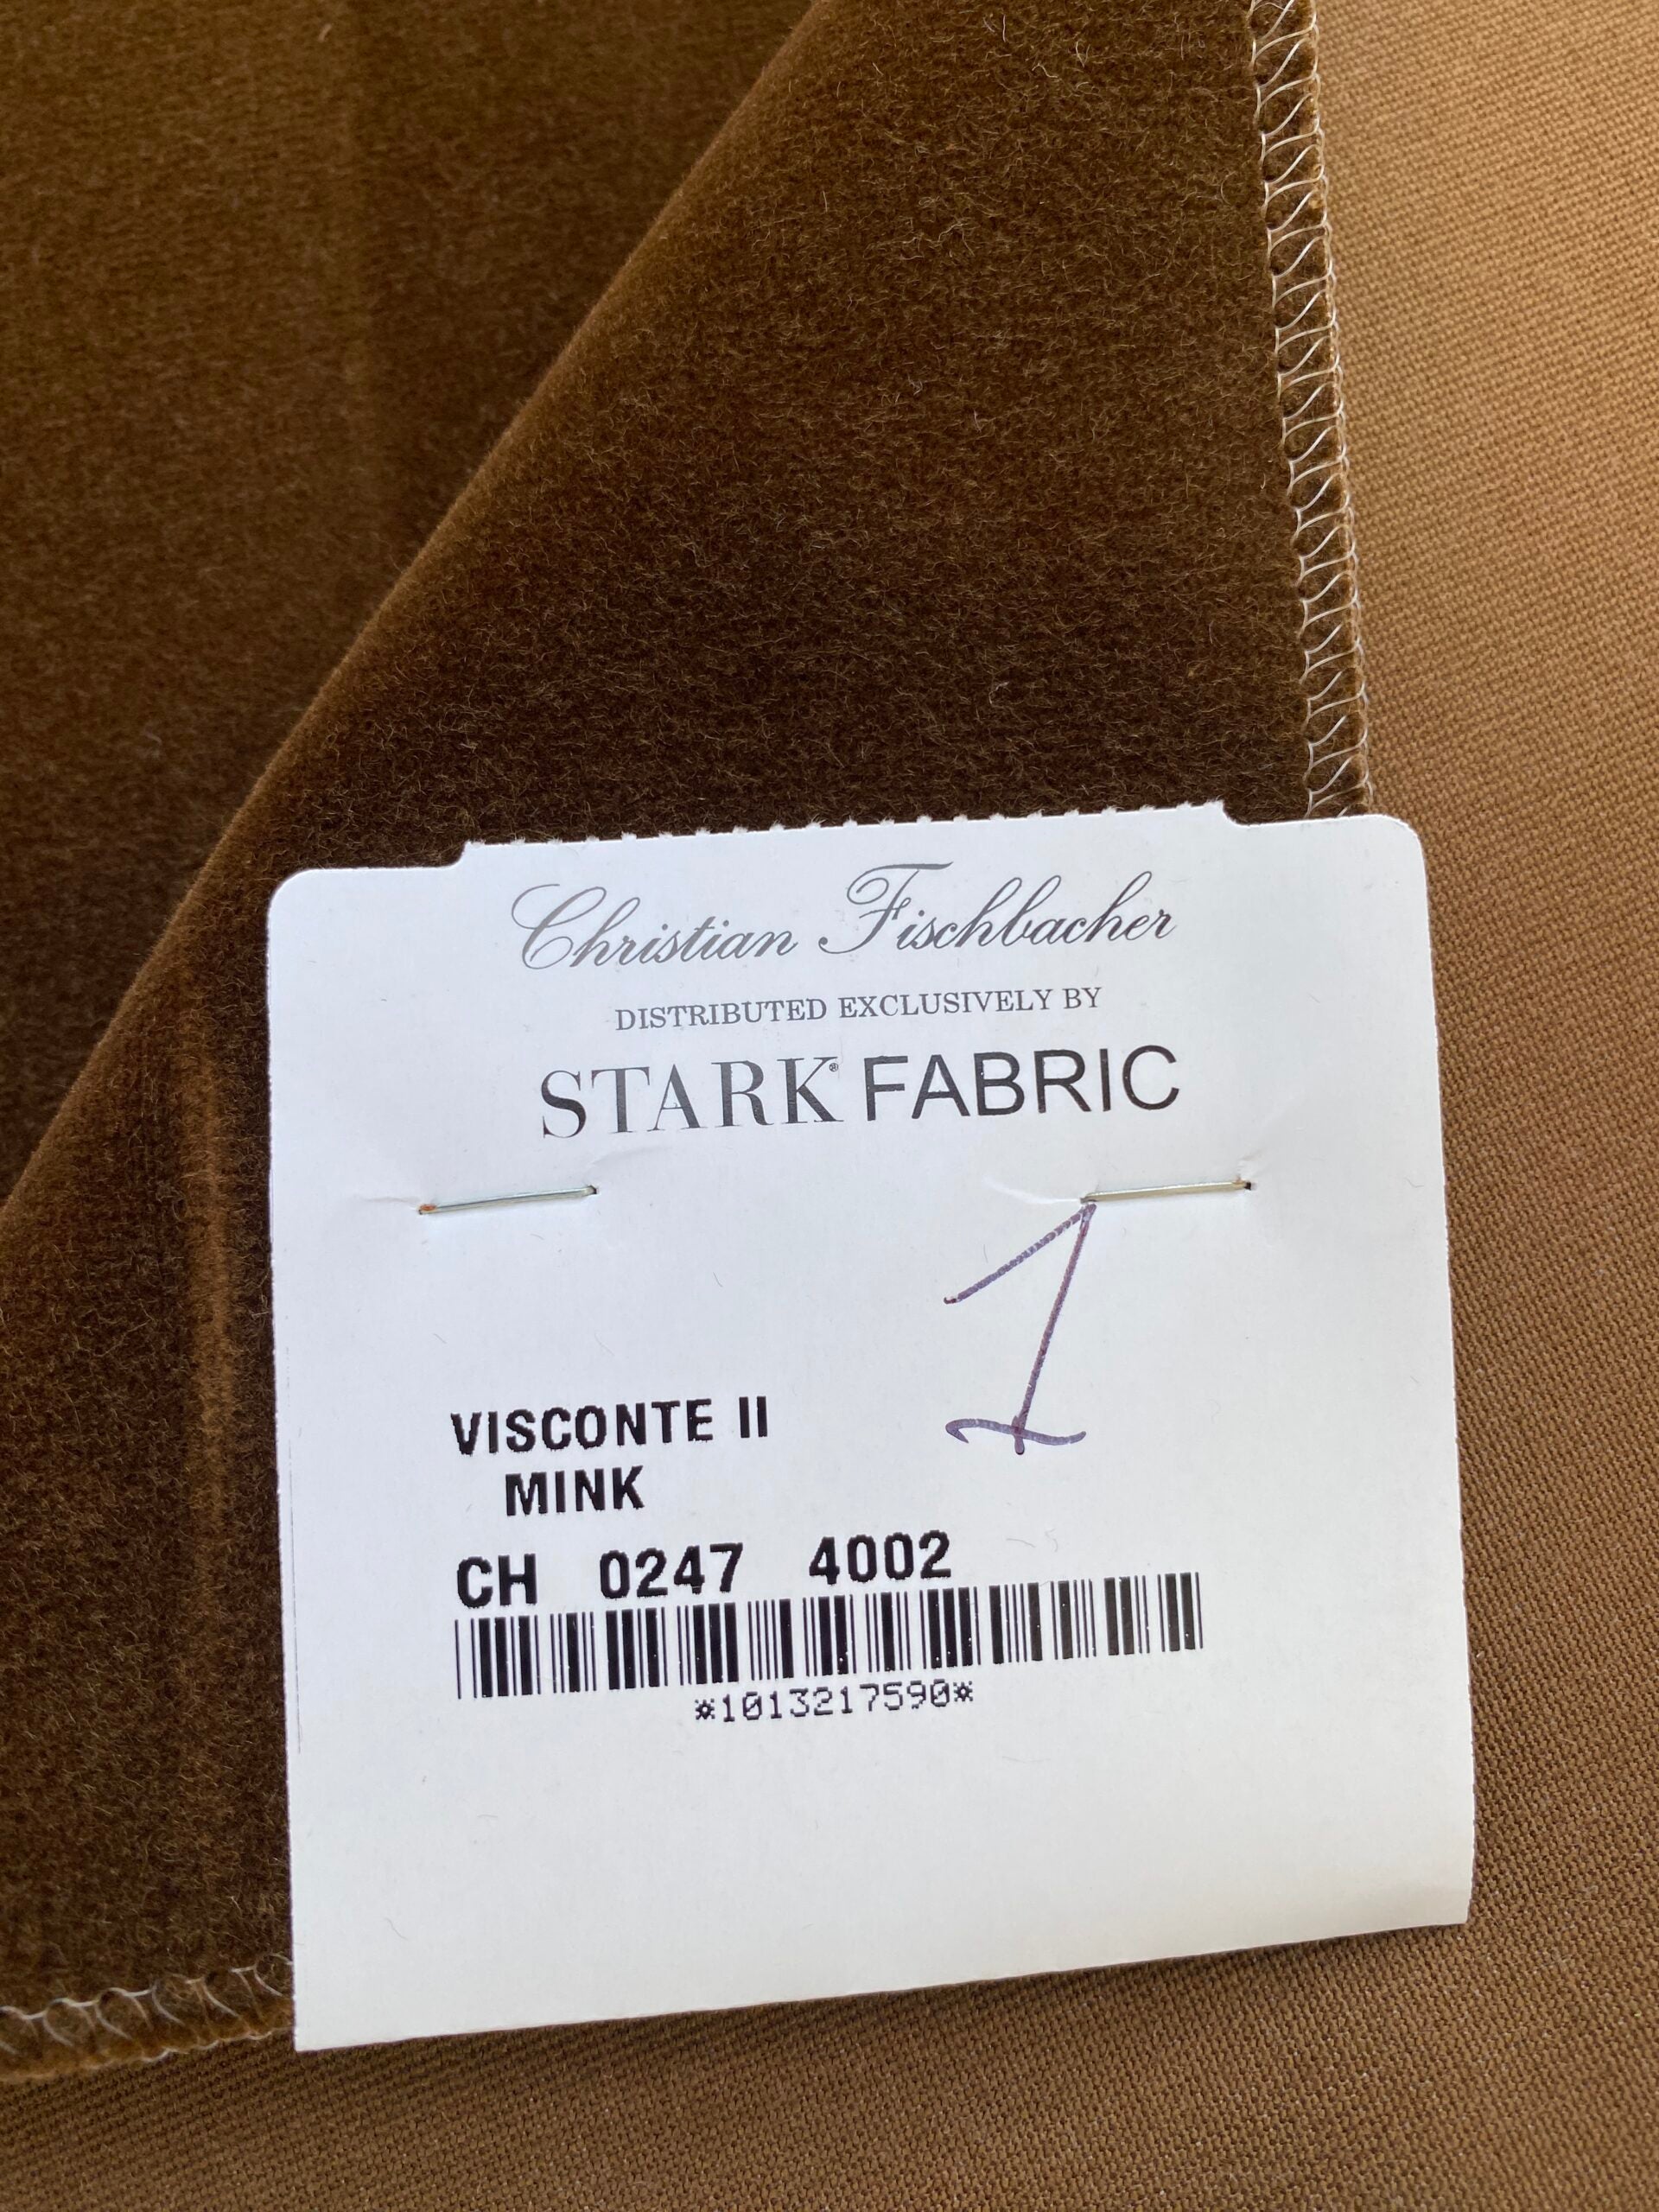 Christian Fischbacher
DISTRIBUTED EXCLUSIVELY BY
STARK® FABRIC
1
VISCONTE II
MINK
CH 0247 4002
*1013217590*